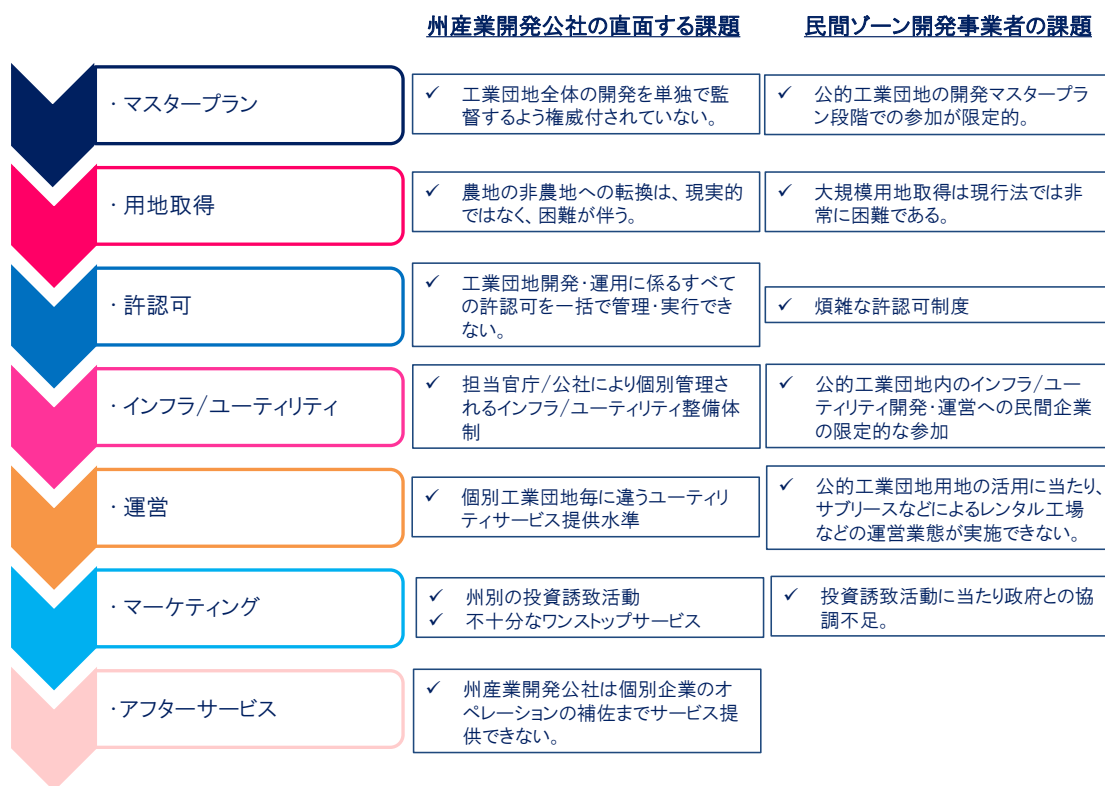 州産業開発公社の直面する課題
民間ゾーン開発事業者の課題
・マスタープラン
✓ 工業団地全体の開発を単独で監
督するよう権威付されていない。
✓ 公的工業団地の開発マスタープラ
ン段階での参加が限定的。
・用地取得
✓ 農地の非農地への転換は、現実的
ではなく、困難が伴う。
✓ 大規模用地取得は現行法では非
常に困難である。
・許認可
✓ 工業団地開発・運用に係るすべて
の許認可を一括で管理・実行でき
ない。
✓ 煩雑な許認可制度
・インフラ/ユーティリティ
✓ 担当官庁/公社により個別管理さ
れるインフラ/ユーティリティ整備体
制
✓ 公的工業団地内のインフラ/ユー
ティリティ開発・運営への民間企業
の限定的な参加
・運営
✓ 個別工業団地毎に違うユーティリ
ティサービス提供水準
✓ 公的工業団地用地の活用に当たり、
サブリースなどによるレンタル工場
などの運営業態が実施できない。
・マーケティング
✓ 州別の投資誘致活動
✓ 不十分なワンストップサービス
✓ 投資誘致活動に当たり政府との協
調不足。
・アフターサービス
✓ 州産業開発公社は個別企業のオ
ペレーションの補佐までサービス提
供できない。